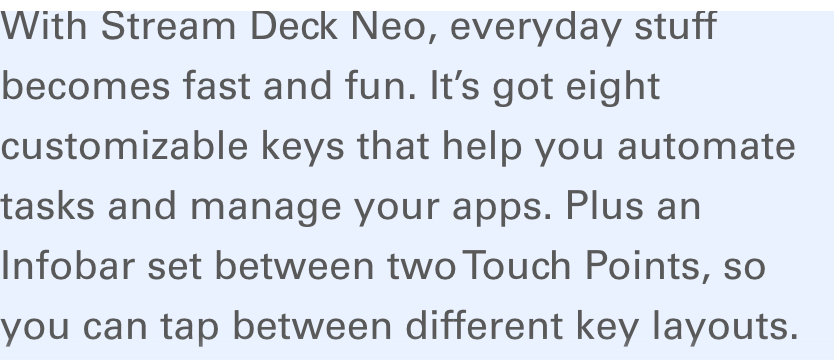 With Stream Deck Neo, everyday stuff
becomes fast and fun. It’s got eight
customizable keys that help you automate
tasks and manage your apps. Plus an
Infobar set between two Touch Points, so
you can tap between different key layouts.